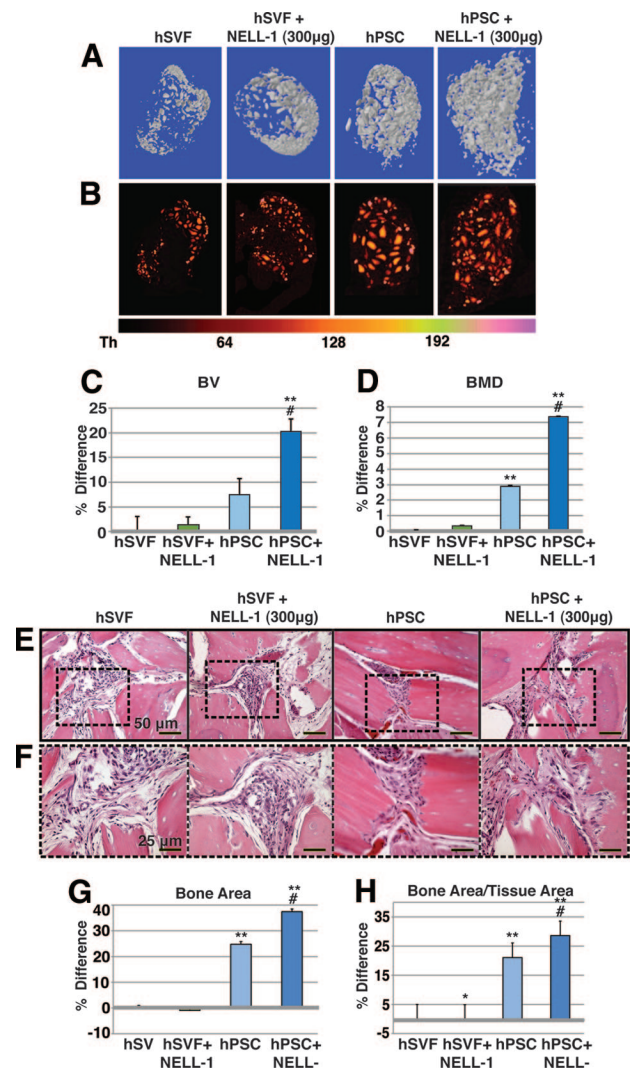 hSVF
hSVF +
NELL-1 (300µg)
hPSC
hPSC +
NELL-1 (300µg)
A
B
Th 64 128 192
C
BV
% Difference
25
20
15
10
5
0
**
#
hSVF
hSVF+
NELL-1
hPSC
hPSC+
NELL-1
D
BMD
% Difference
8
7
6
5
4
3
2
1
0
**
**
#
hSVF
hSVF+
NELL-1
hPSC
hPSC+
NELL-1
hSVF
hSVF +
NELL-1 (300µg)
hPSC
hPSC +
NELL-1 (300µg)
E
50 µm
F
25 µm
G
Bone Area
% Difference
40
30
20
10
0
-10
**
**
#
hSV
hSVF+
NELL-1
hPSC
hPSC+
NELL-
H
Bone Area/Tissue Area
% Difference
35
25
15
5
-5
*
**
**
#
hSVF
hSVF+
NELL-1
hPSC
hPSC+
NELL-